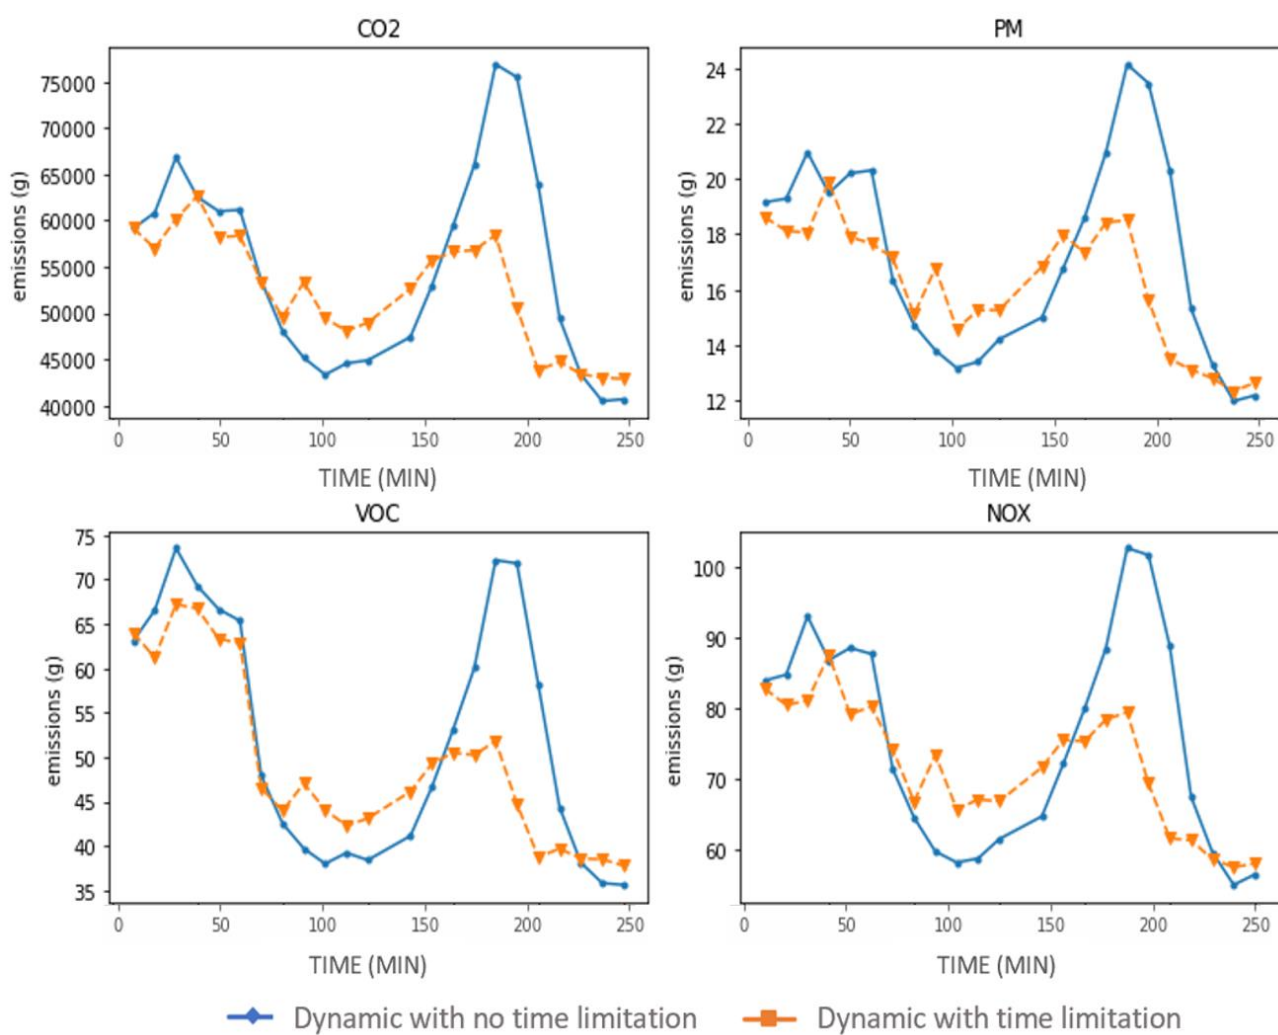 CO2
75000
70000
65000
60000
55000
50000
45000
40000
emissions (g)
0 50 100 150 200 250
TIME (MIN)
PM
24
22
20
18
16
14
12
emissions (g)
0 50 100 150 200 250
TIME (MIN)
VOC
75
70
65
60
55
50
45
40
35
emissions (g)
0 50 100 150 200 250
TIME (MIN)
NOX
100
90
80
70
60
emissions (g)
0 50 100 150 200 250
TIME (MIN)
Dynamic with no time limitation Dynamic with time limitation